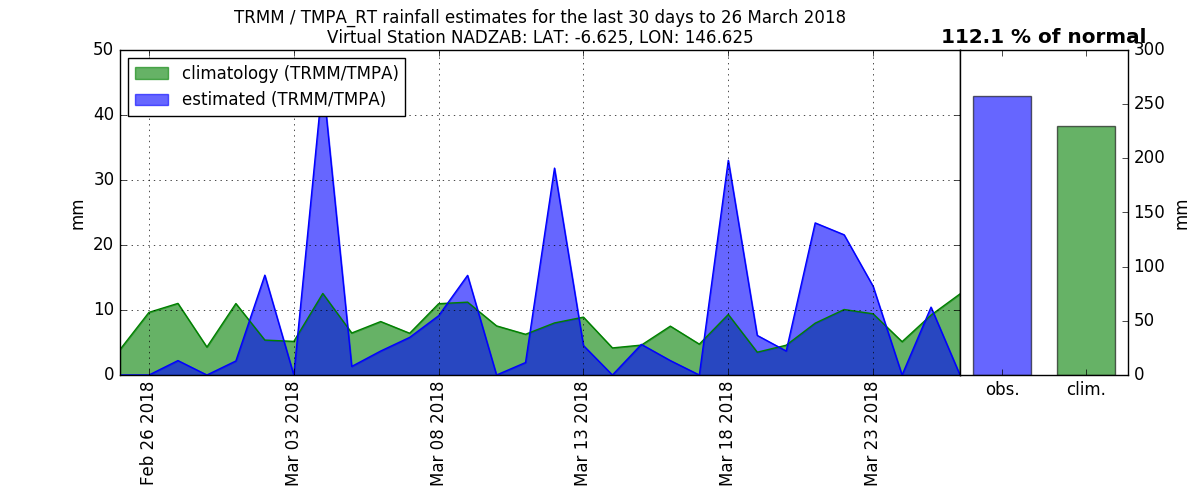 TRMM / TMPA_RT rainfall estimates for the last 30 days to 26 March 2018
Virtual Station NADZAB: LAT: -6.625, LON: 146.625
112.1 % of normal
climatology (TRMM/TMPA)
estimated (TRMM/TMPA)
50
40
30
20
10
0
mm
Feb 26 2018
Mar 03 2018
Mar 08 2018
Mar 13 2018
Mar 18 2018
Mar 23 2018
obs.
clim.
300
250
200
150
100
50
0
mm